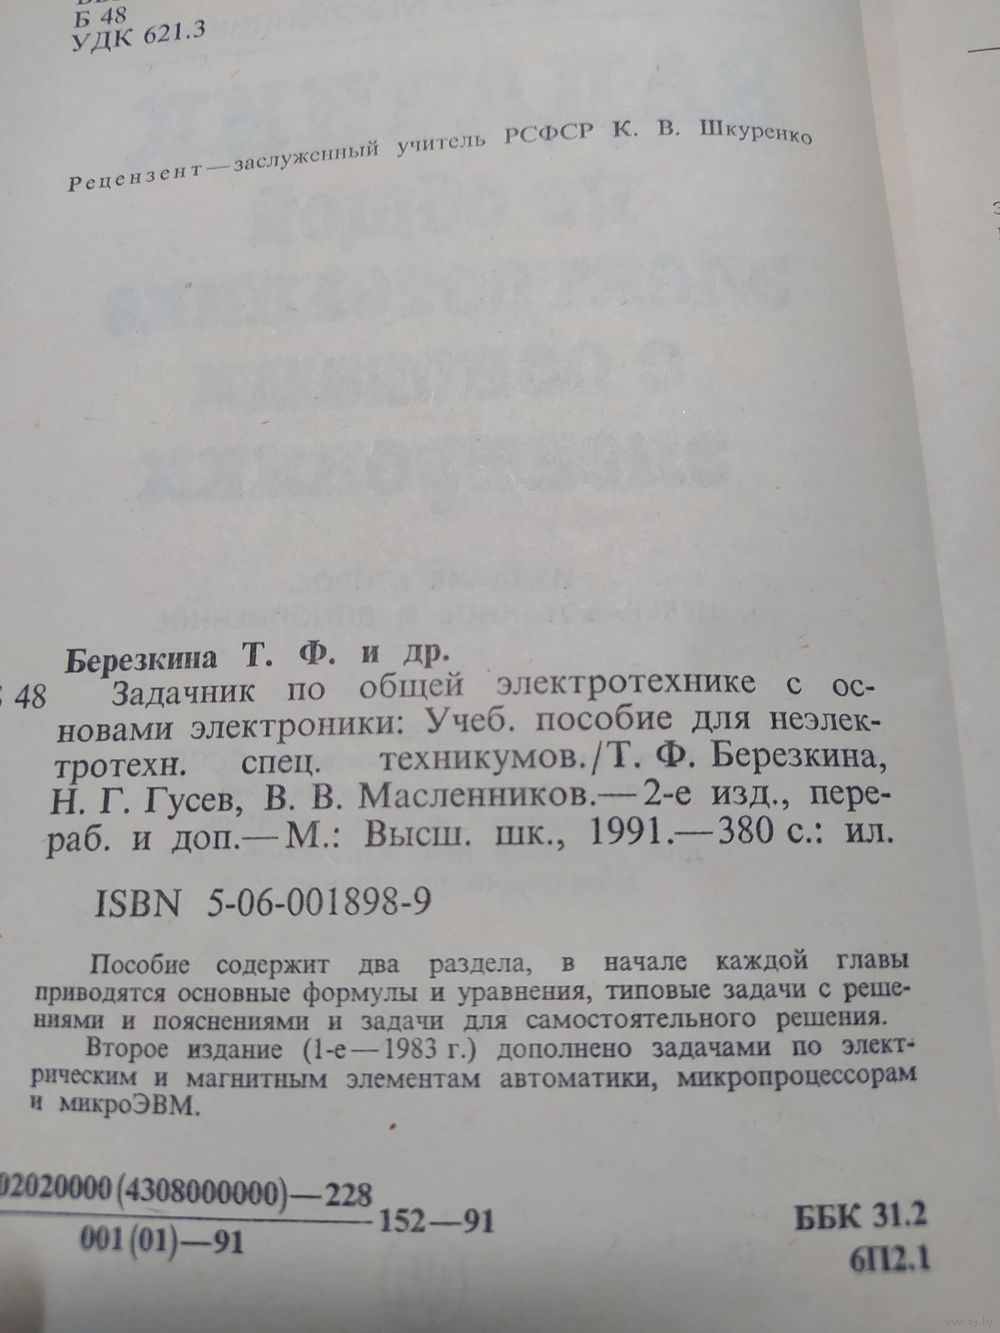 Б 48
УДК 621.3
Рецензент—заслуженный учитель РСФСР К. В. Шкуренко
Березкина Т. Ф. и др.
48 Задачник по общей электротехнике с ос-
новами электроники: Учеб. пособие для неэлек-
тротехн. спец. техникумов./Т. Ф. Березкина,
Н. Г. Гусев, В. В. Масленников.—2-е изд., пере-
раб. и доп.—М.: Высш. шк., 1991.—380 с.: ил.
ISBN 5-06-001898-9
Пособие содержит два раздела, в начале каждой главы
приводятся основные формулы и уравнения, типовые задачи с реше-
ниями и пояснениями и задачи для самостоятельного решения.
Второе издание (1-е—1983 г.) дополнено задачами по элект-
рическим и магнитным элементам автоматики, микропроцессорам
и микроЭВМ.
02020000(4308000000)—228
001(01)—91
152—91
ББК 31.2
6П2.1
www.ay.by